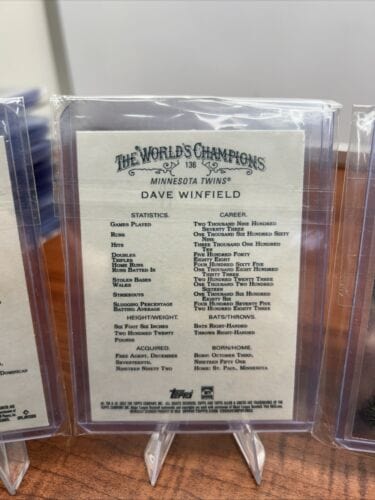 THE WORLD'S CHAMPIONS
136
MINNESOTA TWINS®
DAVE WINFIELD
STATISTICS. CAREER.
GAMES PLAYED TWO THOUSAND NINE HUNDRED
SEVENTY THREE
RUNS ONE THOUSAND SIX HUNDRED SIXTY
NINE
HITS THREE THOUSAND ONE HUNDRED
TEN
DOUBLES FIVE HUNDRED FORTY
TRIPLES EIGHTY EIGHT
HOME RUNS FOUR HUNDRED SIXTY FIVE
RUNS BATTED IN ONE THOUSAND EIGHT HUNDRED
THIRTY THREE
STOLEN BASES TWO HUNDRED TWENTY THREE
WALKS ONE THOUSAND TWO HUNDRED
SIXTEEN
STRIKEOUTS ONE THOUSAND SIX HUNDRED
EIGHTY SIX
SLUGGING PERCENTAGE FOUR HUNDRED SEVENTY FIVE
BATTING AVERAGE TWO HUNDRED EIGHTY THREE
HEIGHT/WEIGHT. BATS/THROWS.
SIX FOOT SIX INCHES BATS RIGHT-HANDED
TWO HUNDRED TWENTY THROWS RIGHT-HANDED
POUNDS
ACQUIRED. BORN/HOME.
FREE AGENT, DECEMBER BORN: OCTOBER THIRD,
SEVENTEENTH, NINETEEN FIFTY ONE
NINETEEN NINETY TWO HOME: ST. PAUL, MINNESOTA
Topps
DOMINICAN